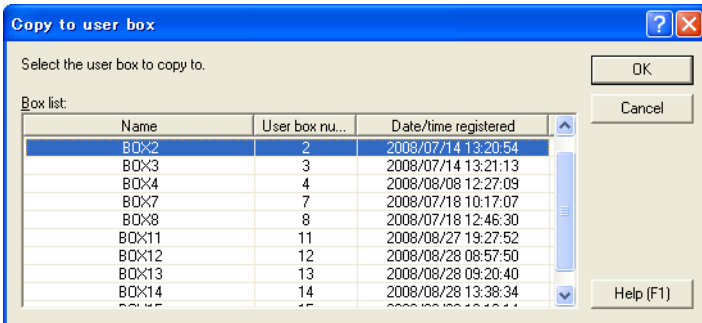 Copy to user box
Select the user box to copy to.
OK
Box list:
Cancel
Name User box nu... Date/time registered
BOX2 2 2008/07/14 13:20:54
BOX3 3 2008/07/14 13:21:13
BOX4 4 2008/08/08 12:27:09
BOX7 7 2008/07/18 10:17:07
BOX8 8 2008/07/18 12:46:30
BOX11 11 2008/08/27 19:27:52
BOX12 12 2008/08/28 08:57:50
BOX13 13 2008/08/28 09:20:40
BOX14 14 2008/08/28 13:38:34
Help (F1)